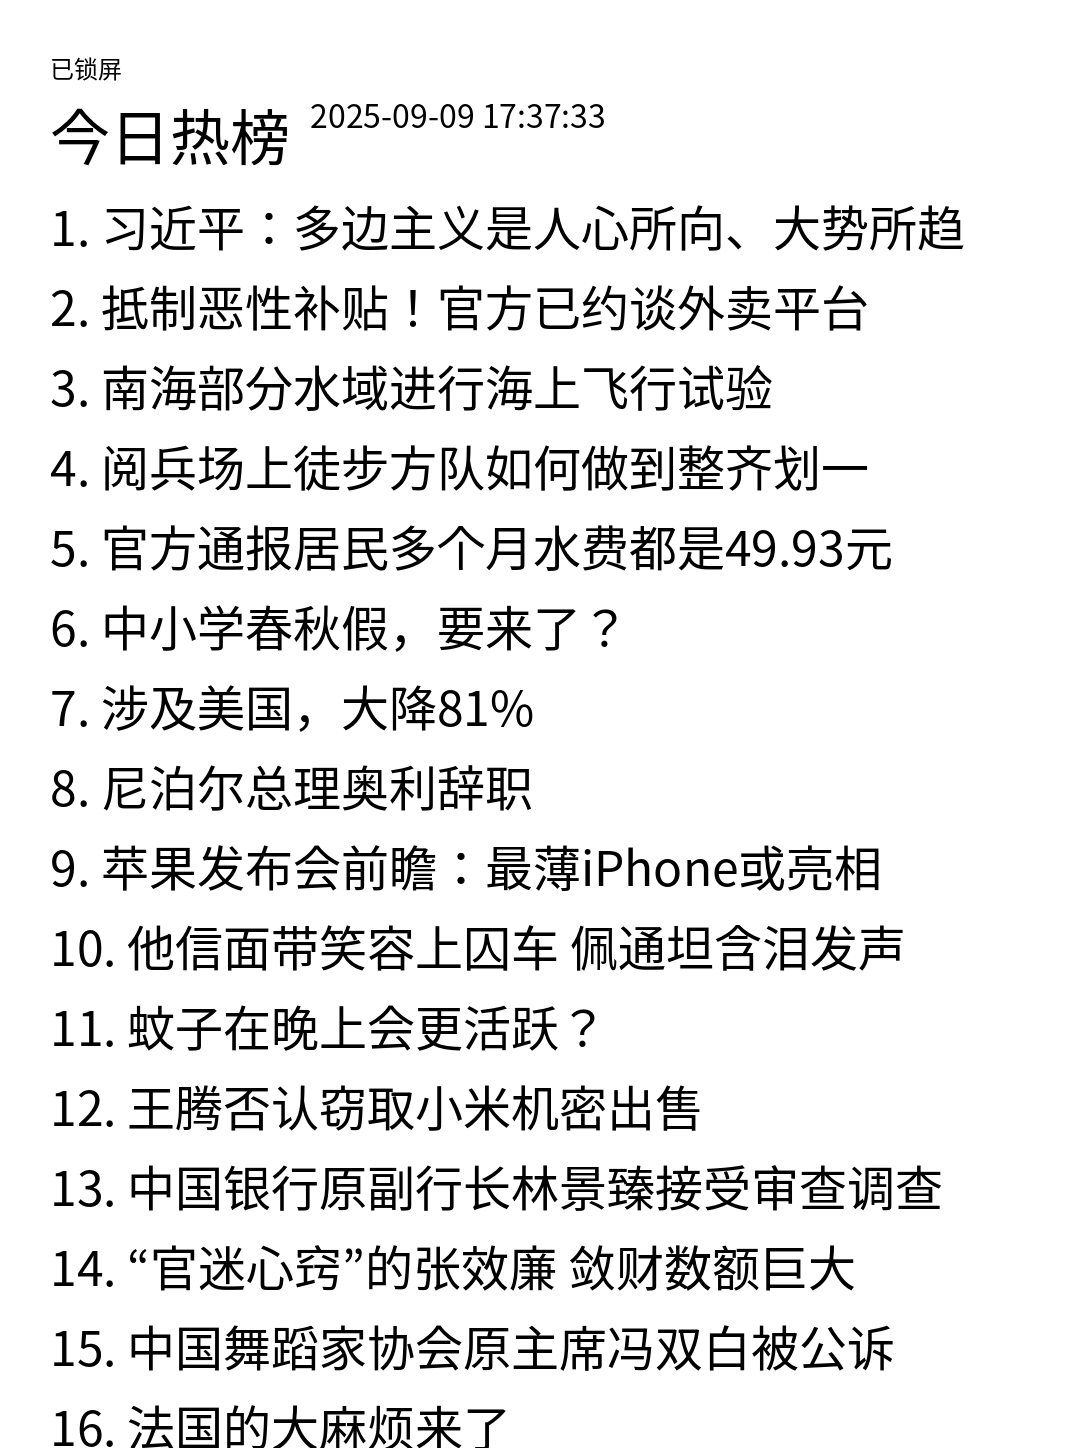 已锁屏
今日热榜 2025-09-09 17:37:33
1. 习近平：多边主义是人心所向、大势所趋
2. 抵制恶性补贴！官方已约谈外卖平台
3. 南海部分水域进行海上飞行试验
4. 阅兵场上徒步方队如何做到整齐划一
5. 官方通报居民多个月水费都是49.93元
6. 中小学春秋假，要来了？
7. 涉及美国，大降81%
8. 尼泊尔总理奥利辞职
9. 苹果发布会前瞻：最薄iPhone或亮相
10. 他信面带笑容上囚车 佩通坦含泪发声
11. 蚊子在晚上会更活跃？
12. 王腾否认窃取小米机密出售
13. 中国银行原副行长林景臻接受审查调查
14. “官迷心窍”的张效廉 敛财数额巨大
15. 中国舞蹈家协会原主席冯双白被公诉
16. 法国的大麻烦来了